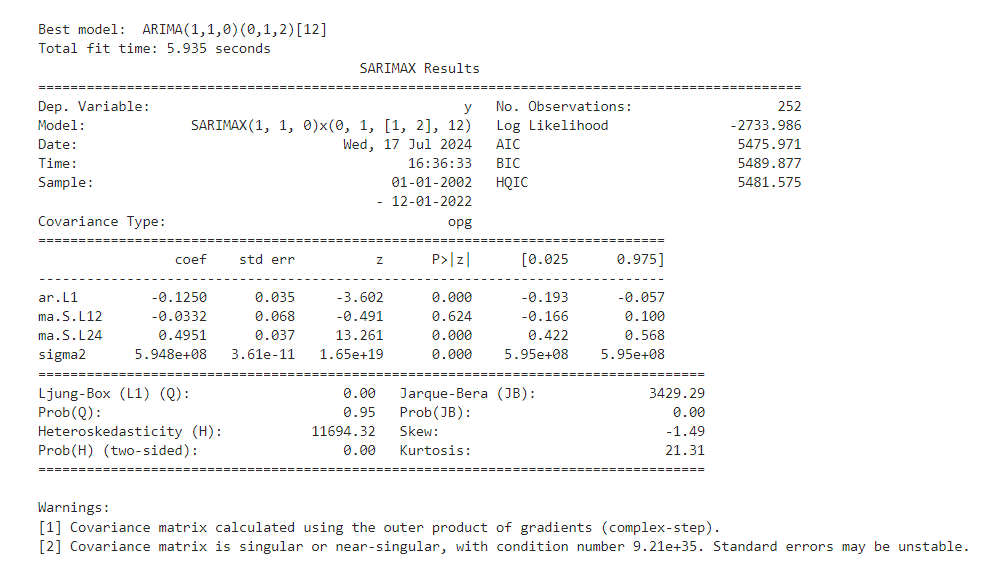 Best model:  ARIMA(1,1,0)(0,1,2)[12]
Total fit time: 5.935 seconds
                                     SARIMAX Results
==============================================================================================
Dep. Variable:                                      y   No. Observations:                  252
Model:             SARIMAX(1, 1, 0)x(0, 1, [1, 2], 12)   Log Likelihood               -2733.986
Date:                                Wed, 17 Jul 2024   AIC                           5475.971
Time:                                        16:36:33   BIC                           5489.877
Sample:                                    01-01-2002   HQIC                          5481.575
                                         - 12-01-2022
Covariance Type:                                  opg
==============================================================================
                 coef    std err          z      P>|z|      [0.025      0.975]
------------------------------------------------------------------------------
ar.L1         -0.1250      0.035     -3.602      0.000      -0.193      -0.057
ma.S.L12      -0.0332      0.068     -0.491      0.624      -0.166       0.100
ma.S.L24       0.4951      0.037     13.261      0.000       0.422       0.568
sigma2      5.948e+08   3.61e-11   1.65e+19      0.000    5.95e+08    5.95e+08
===================================================================================
Ljung-Box (L1) (Q):                   0.00   Jarque-Bera (JB):              3429.29
Prob(Q):                              0.95   Prob(JB):                         0.00
Heteroskedasticity (H):           11694.32   Skew:                            -1.49
Prob(H) (two-sided):                  0.00   Kurtosis:                        21.31
===================================================================================

Warnings:
[1] Covariance matrix calculated using the outer product of gradients (complex-step).
[2] Covariance matrix is singular or near-singular, with condition number 9.21e+35. Standard errors may be unstable.